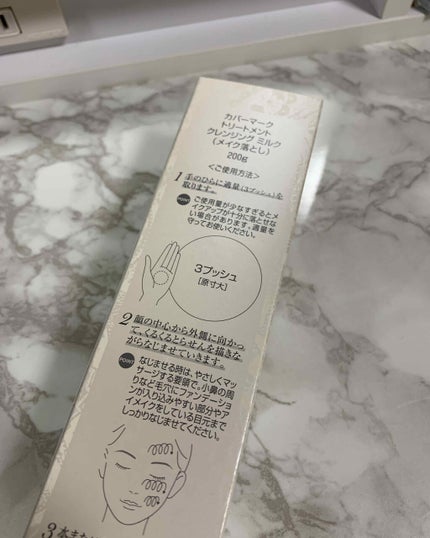 カバーマーク
トリートメント
クレンジング ミルク
(メイク落とし)
200g
<ご使用方法>
1 手のひらに適量(3プッシュ)を
取ります。
POINT ご使用量が少なすぎるとメ
イクアップが十分に落とせな
い場合があります。適量を
守ってお使いください。
3プッシュ
[原寸大]
2 顔の中心から外側に向かっ
て、くるくるとらせんを描きな
がらなじませていきます。
POINT なじませる時は、やさしくマッ
サージする要領で。小鼻の周
りなど毛穴にファンデーショ
ンが入り込みやすい部分やア
イメイクをしている目元まで
しっかりなじませてください。
3 水また